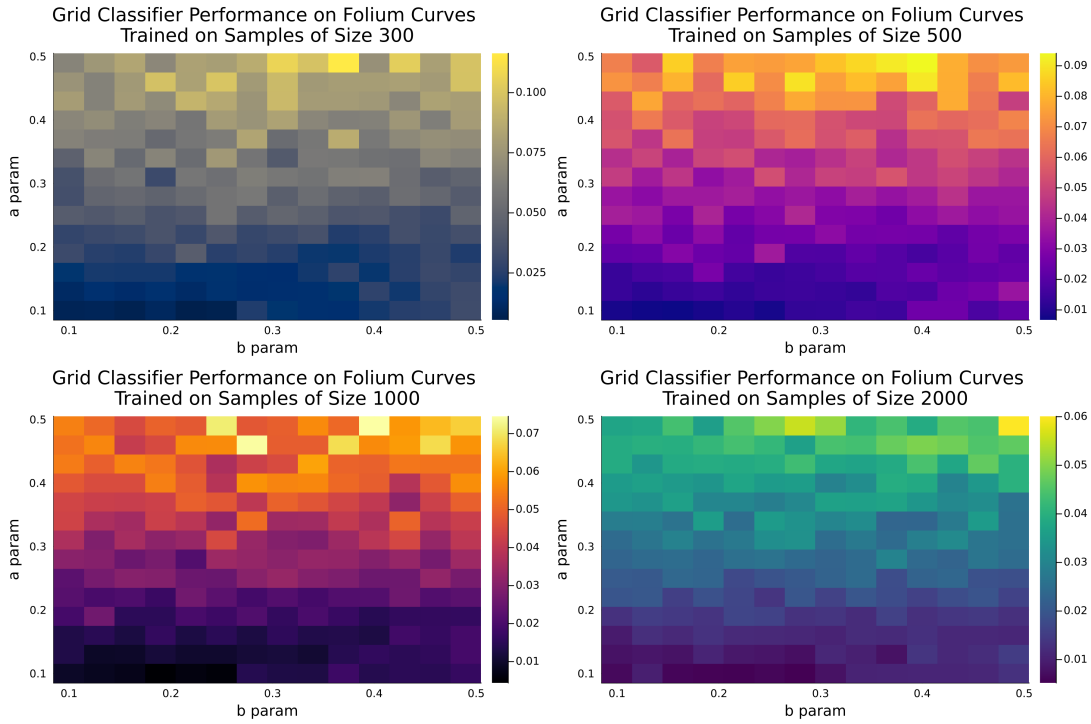 Grid Classifier Performance on Folium Curves
Trained on Samples of Size 300
0.5
0.4
0.3
0.2
0.1
a param
0.1 0.2 0.3 0.4 0.5
b param
0.100
0.075
0.050
0.025
Grid Classifier Performance on Folium Curves
Trained on Samples of Size 500
0.5
0.4
0.3
0.2
0.1
a param
0.1 0.2 0.3 0.4 0.5
b param
0.09
0.08
0.07
0.06
0.05
0.04
0.03
0.02
0.01
Grid Classifier Performance on Folium Curves
Trained on Samples of Size 1000
0.5
0.4
0.3
0.2
0.1
a param
0.1 0.2 0.3 0.4 0.5
b param
0.07
0.06
0.05
0.04
0.03
0.02
0.01
Grid Classifier Performance on Folium Curves
Trained on Samples of Size 2000
0.5
0.4
0.3
0.2
0.1
a param
0.1 0.2 0.3 0.4 0.5
b param
0.06
0.05
0.04
0.03
0.02
0.01